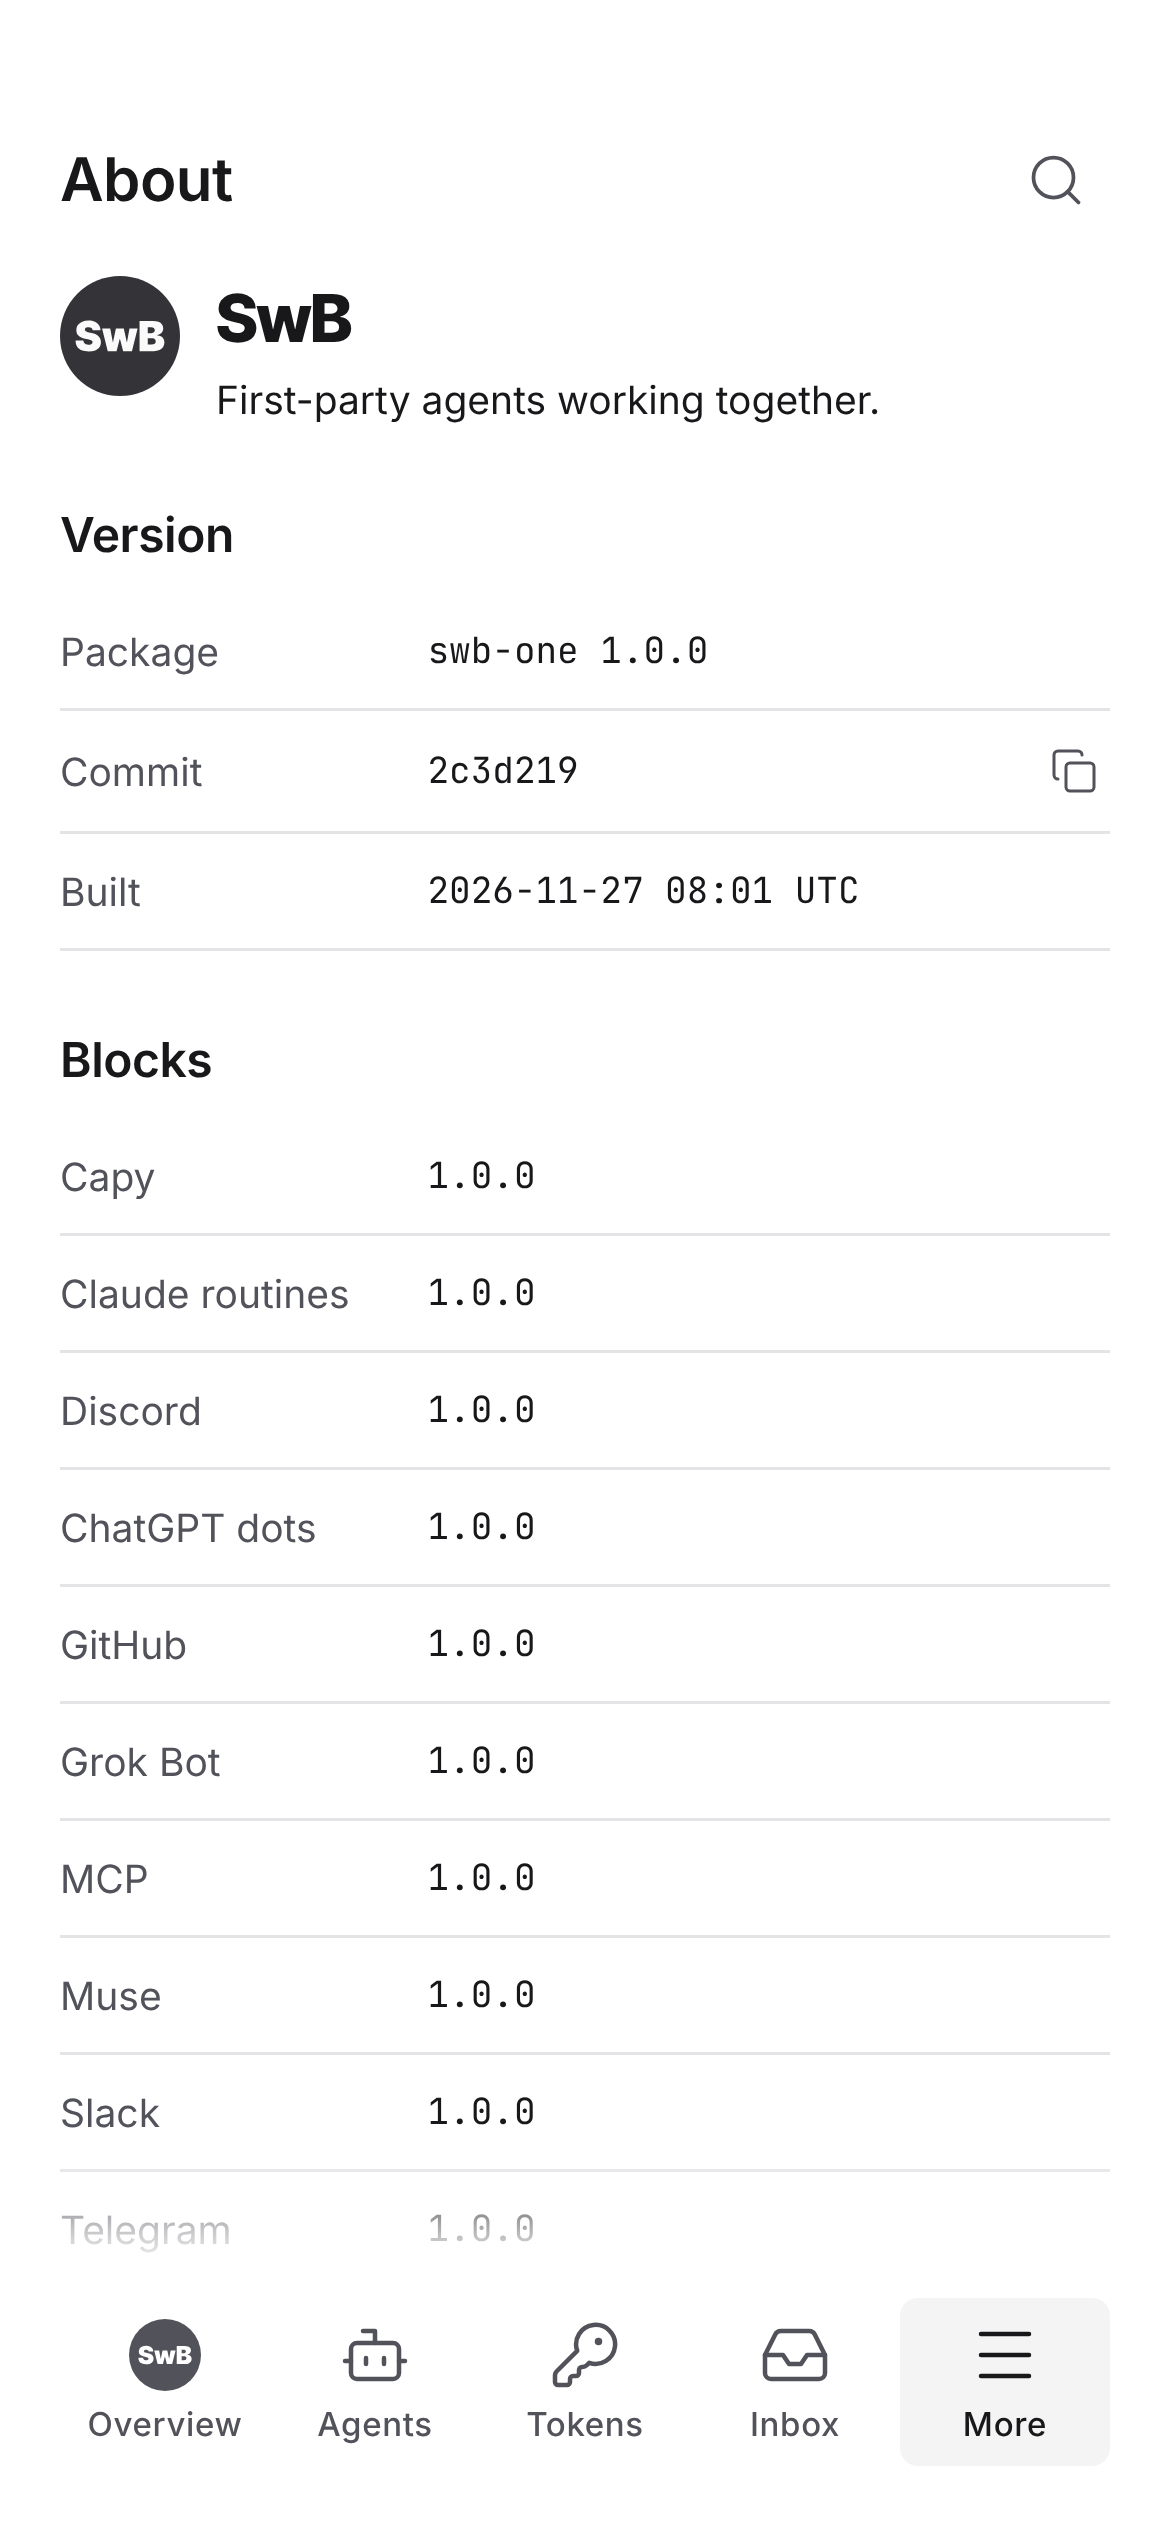 About
SwB
SwB
First-party agents working together.
Version
Package swb-one 1.0.0
Commit 2c3d219
Built 2026-11-27 08:01 UTC
Blocks
Capy 1.0.0
Claude routines 1.0.0
Discord 1.0.0
ChatGPT dots 1.0.0
GitHub 1.0.0
Grok Bot 1.0.0
MCP 1.0.0
Muse 1.0.0
Slack 1.0.0
Telegram 1.0.0
SwB
Overview Agents Tokens Inbox More